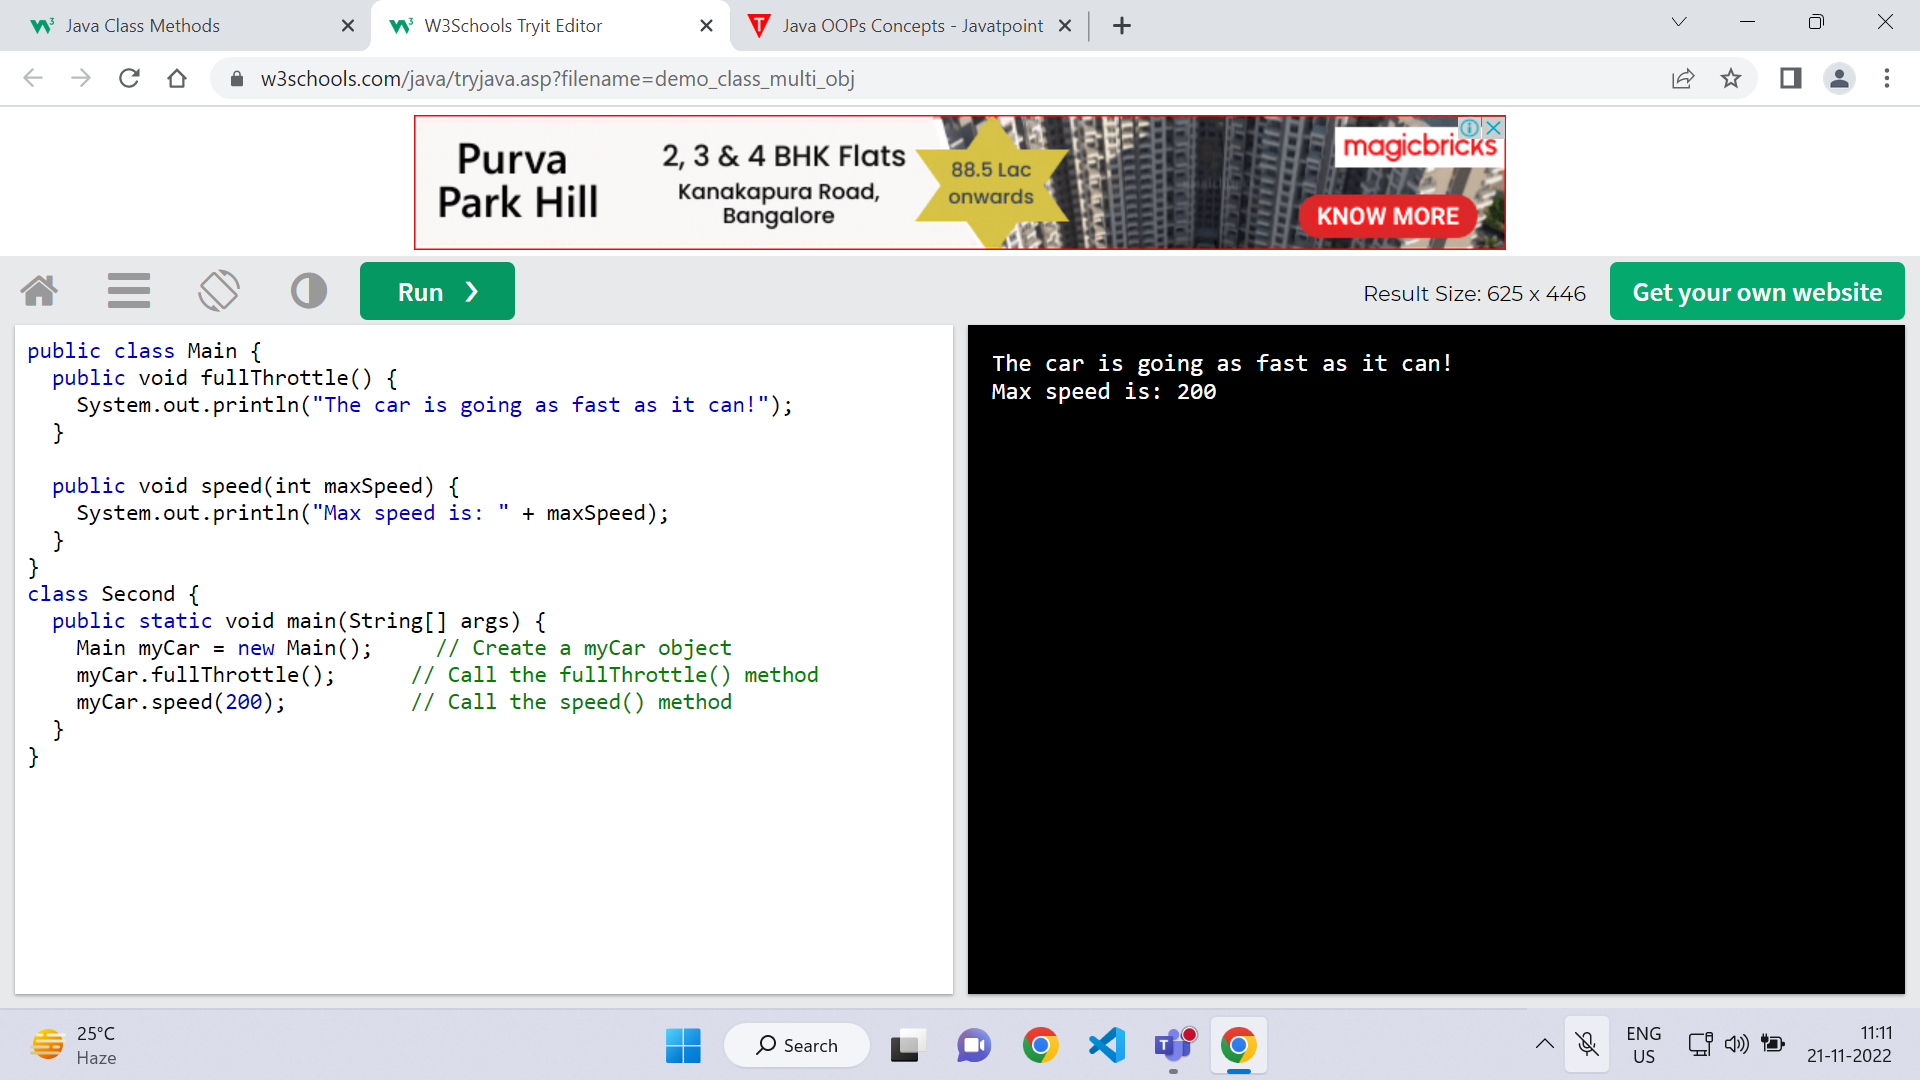 Java Class Methods
W3Schools Tryit Editor
Java OOPs Concepts - Javatpoint
w3schools.com/java/tryjava.asp?filename=demo_class_multi_obj
Purva
Park Hill
2, 3 & 4 BHK Flats
Kanakapura Road,
Bangalore
88.5 Lac
onwards
magicbricks
KNOW MORE
Run ❯
Result Size: 625 x 446
Get your own website
public class Main {
  public void fullThrottle() {
    System.out.println("The car is going as fast as it can!");
  }

  public void speed(int maxSpeed) {
    System.out.println("Max speed is: " + maxSpeed);
  }
}
class Second {
  public static void main(String[] args) {
    Main myCar = new Main();     // Create a myCar object
    myCar.fullThrottle();      // Call the fullThrottle() method
    myCar.speed(200);          // Call the speed() method
  }
}
The car is going as fast as it can!
Max speed is: 200
25°C
Haze
Search
ENG
US
11:11
21-11-2022